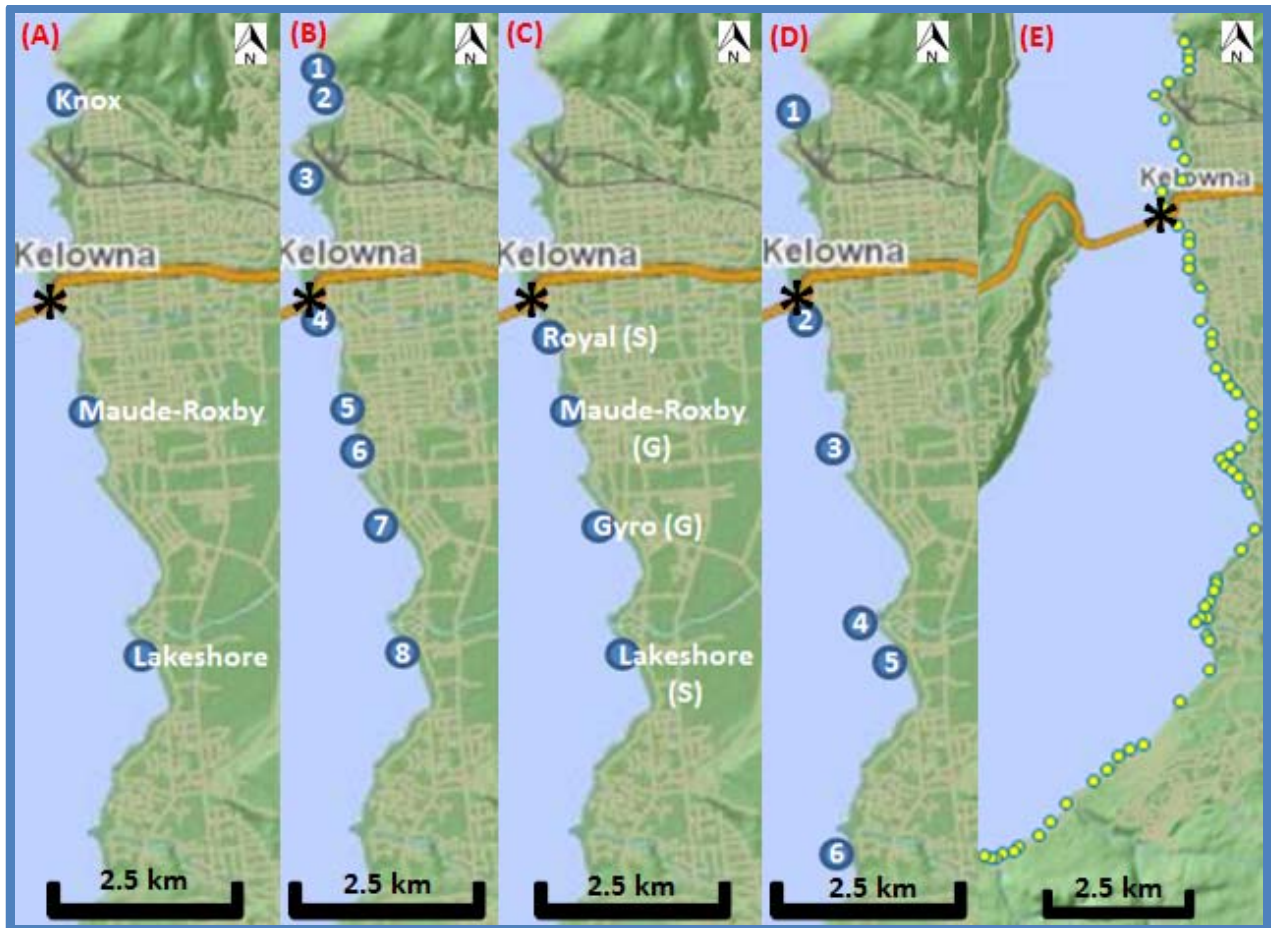 (A)
N
Knox
Kelowna
*
Maude-Roxby
Lakeshore
2.5 km
(B)
N
1
2
3
Kelowna
*
4
5
6
7
8
2.5 km
(C)
N
Kelowna
*
Royal (S)
Maude-Roxby
(G)
Gyro (G)
Lakeshore
(S)
2.5 km
(D)
N
1
Kelowna
*
2
3
4
5
6
2.5 km
(E)
N
Kelowna
*
2.5 km